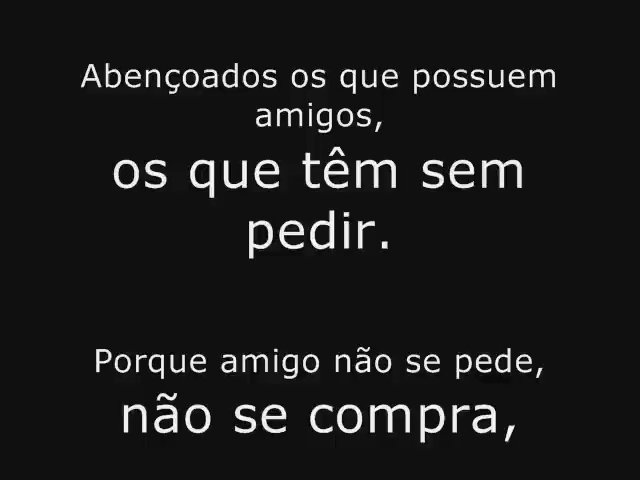 Abençoados os que possuem
amigos,
os que têm sem
pedir.
Porque amigo não se pede,
não se compra,